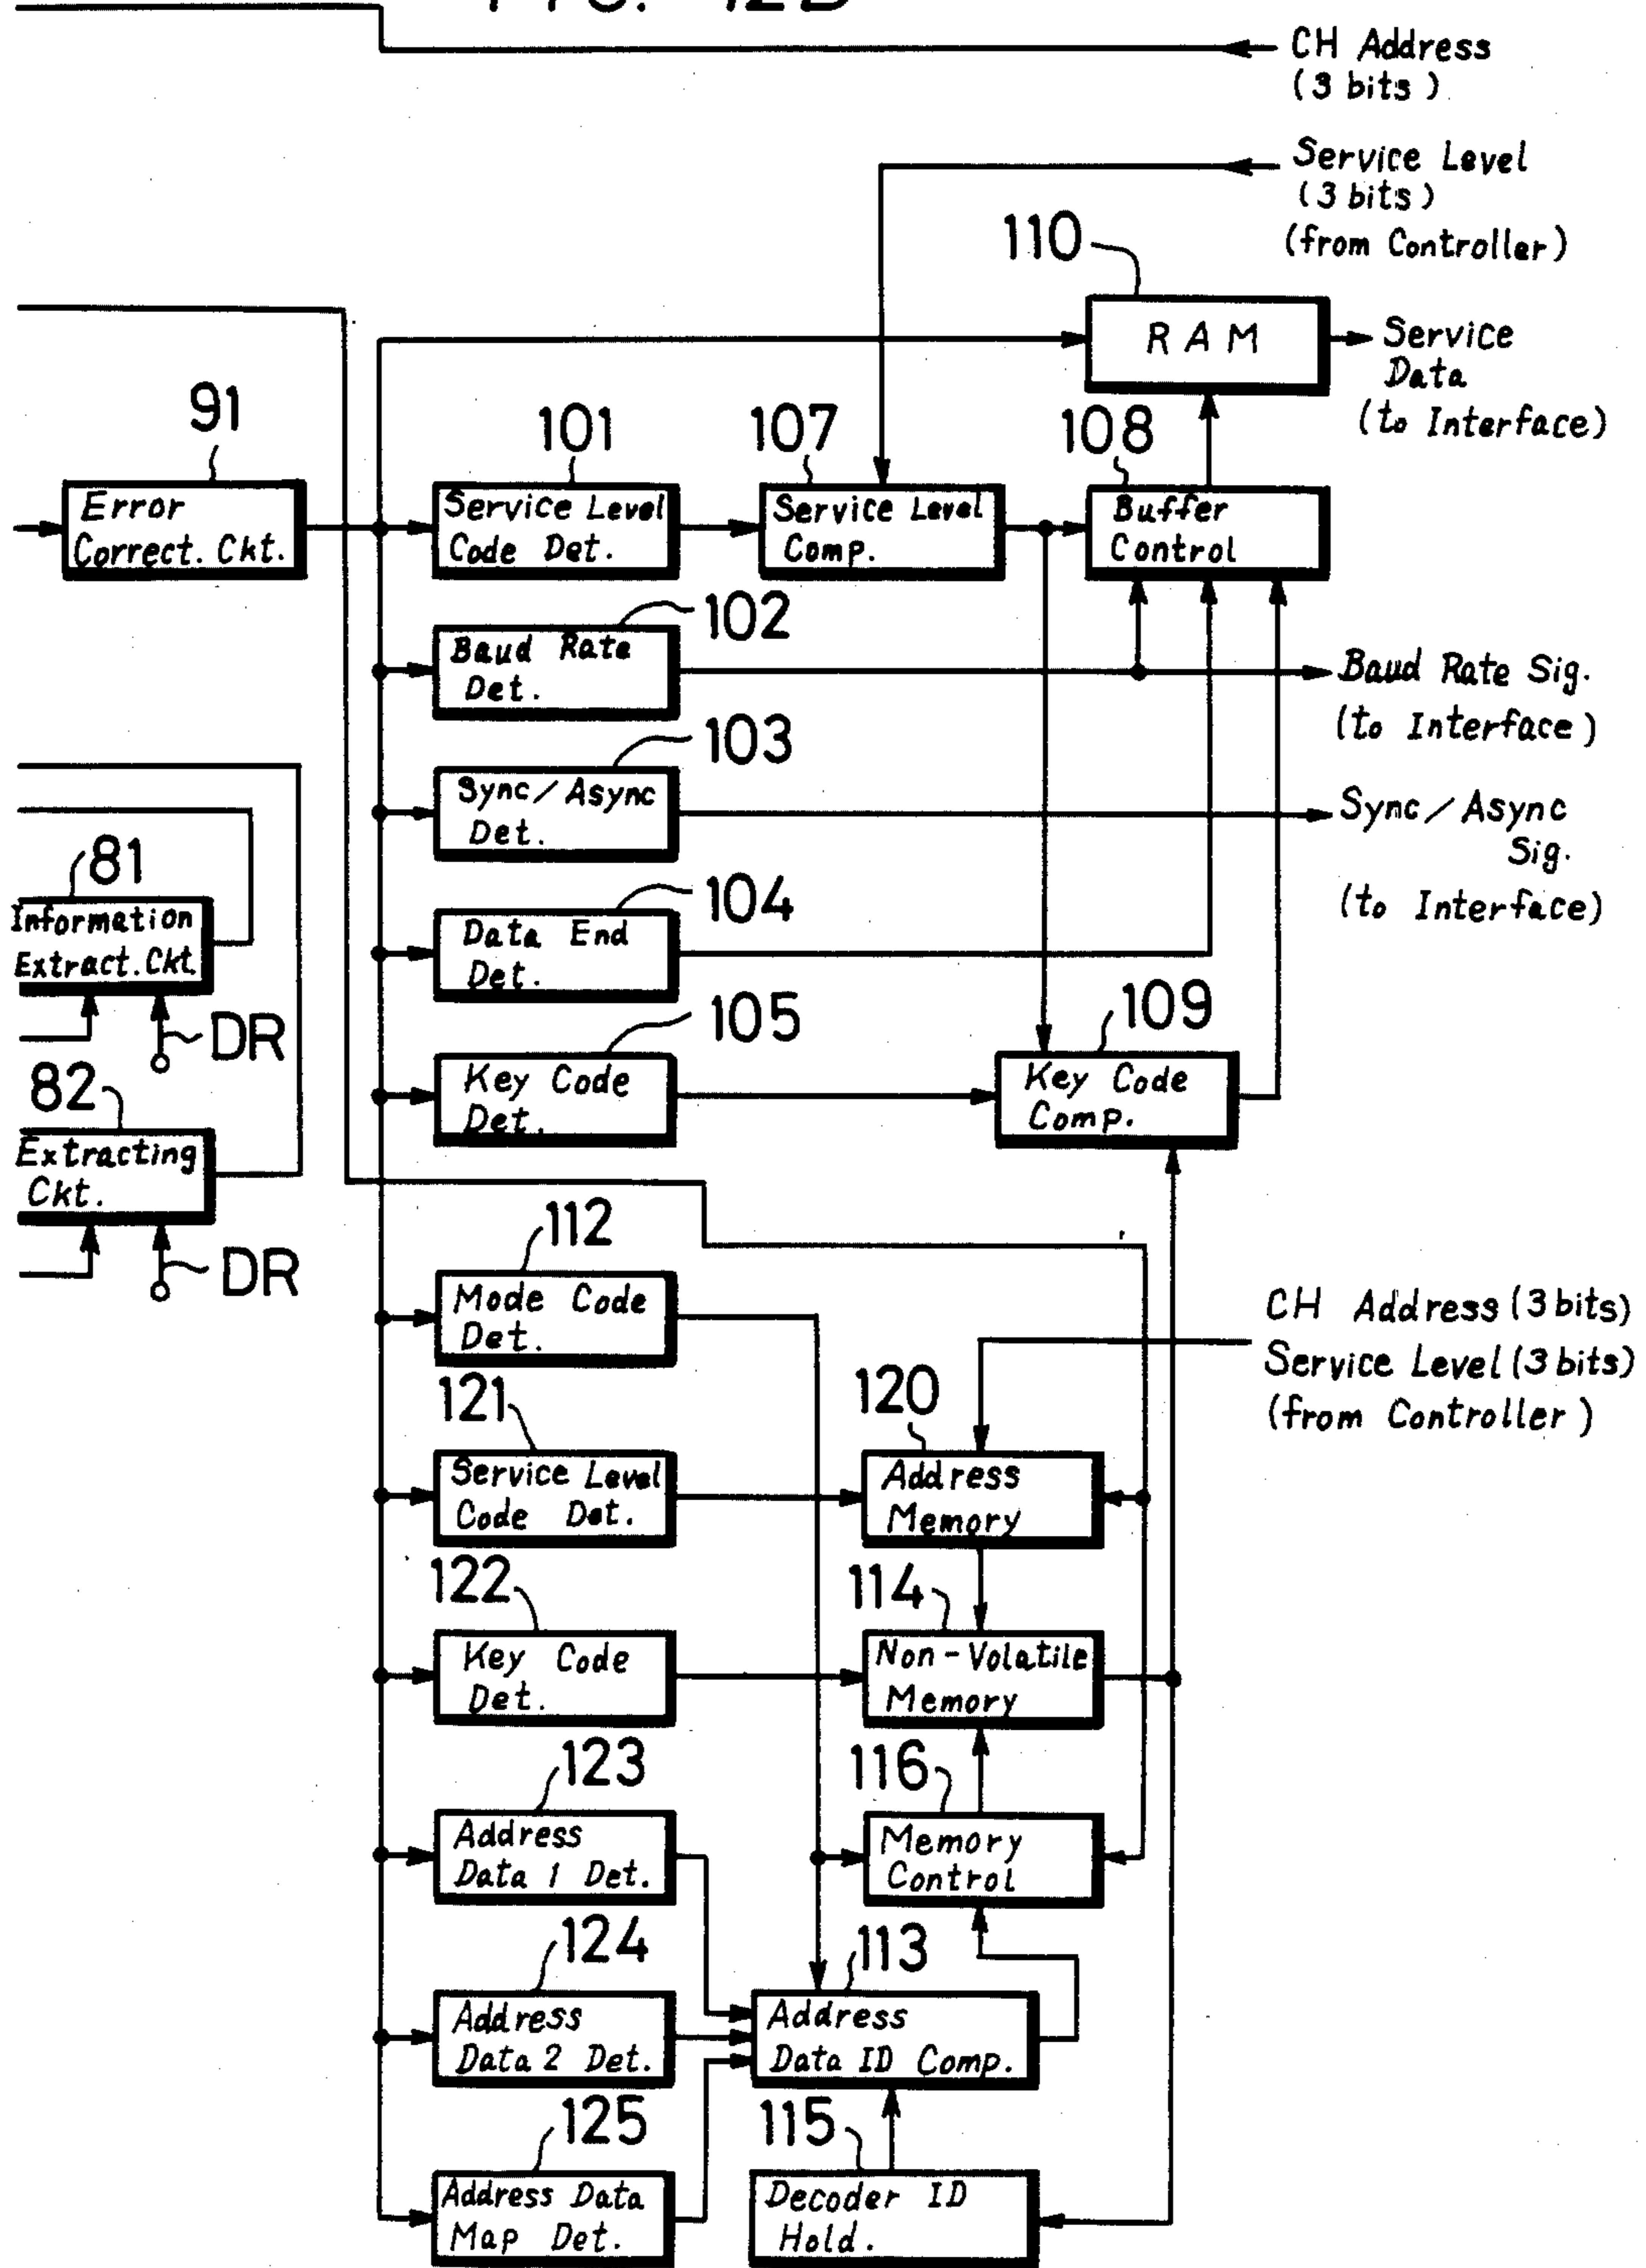 FIG. 12B
CH Address
(3 bits)
Service Level
(3 bits)
(from Controller)
110
RAM
Service
Data
(to Interface)
91
Error
Correct. Ckt.
101
Service Level
Code Det.
107
Service Level
Comp.
108
Buffer
Control
102
Baud Rate
Det.
Baud Rate Sig.
(to Interface)
103
Sync/Async
Det.
Sync/Async
Sig.
(to Interface)
81
Information
Extract. Ckt.
DR
104
Data End
Det.
105
Key Code
Det.
109
Key Code
Comp.
82
Extracting
Ckt.
DR
112
Mode Code
Det.
CH Address (3 bits)
Service Level (3 bits)
(from Controller)
121
Service Level
Code Det.
120
Address
Memory
122
Key Code
Det.
114
Non-Volatile
Memory
123
Address
Data 1 Det.
116
Memory
Control
124
Address
Data 2 Det.
113
Address
Data ID Comp.
125
Address Data
Map Det.
115
Decoder ID
Hold.